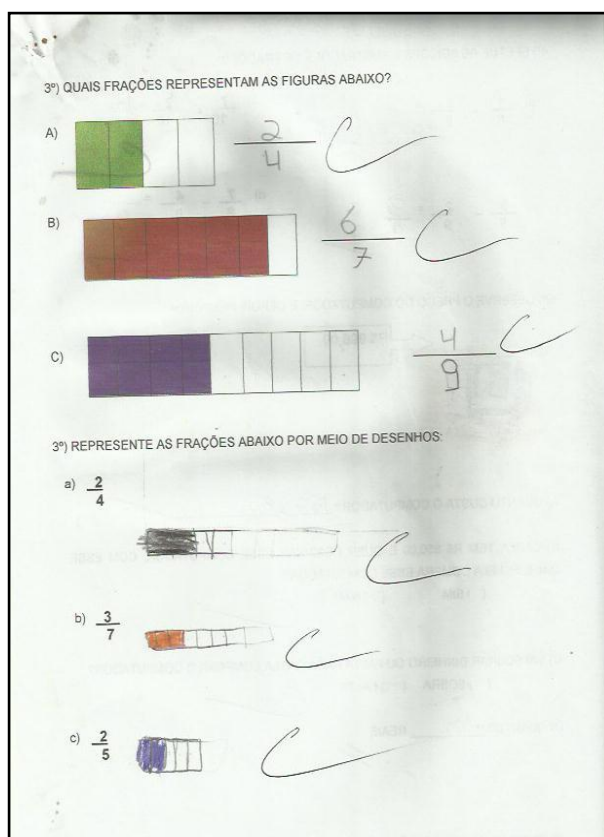 3º) QUAIS FRAÇÕES REPRESENTAM AS FIGURAS ABAIXO?
A)
2
4
B)
6
7
C)
4
9
3º) REPRESENTE AS FRAÇÕES ABAIXO POR MEIO DE DESENHOS:
a) 2
4
b) 3
7
c) 2
5